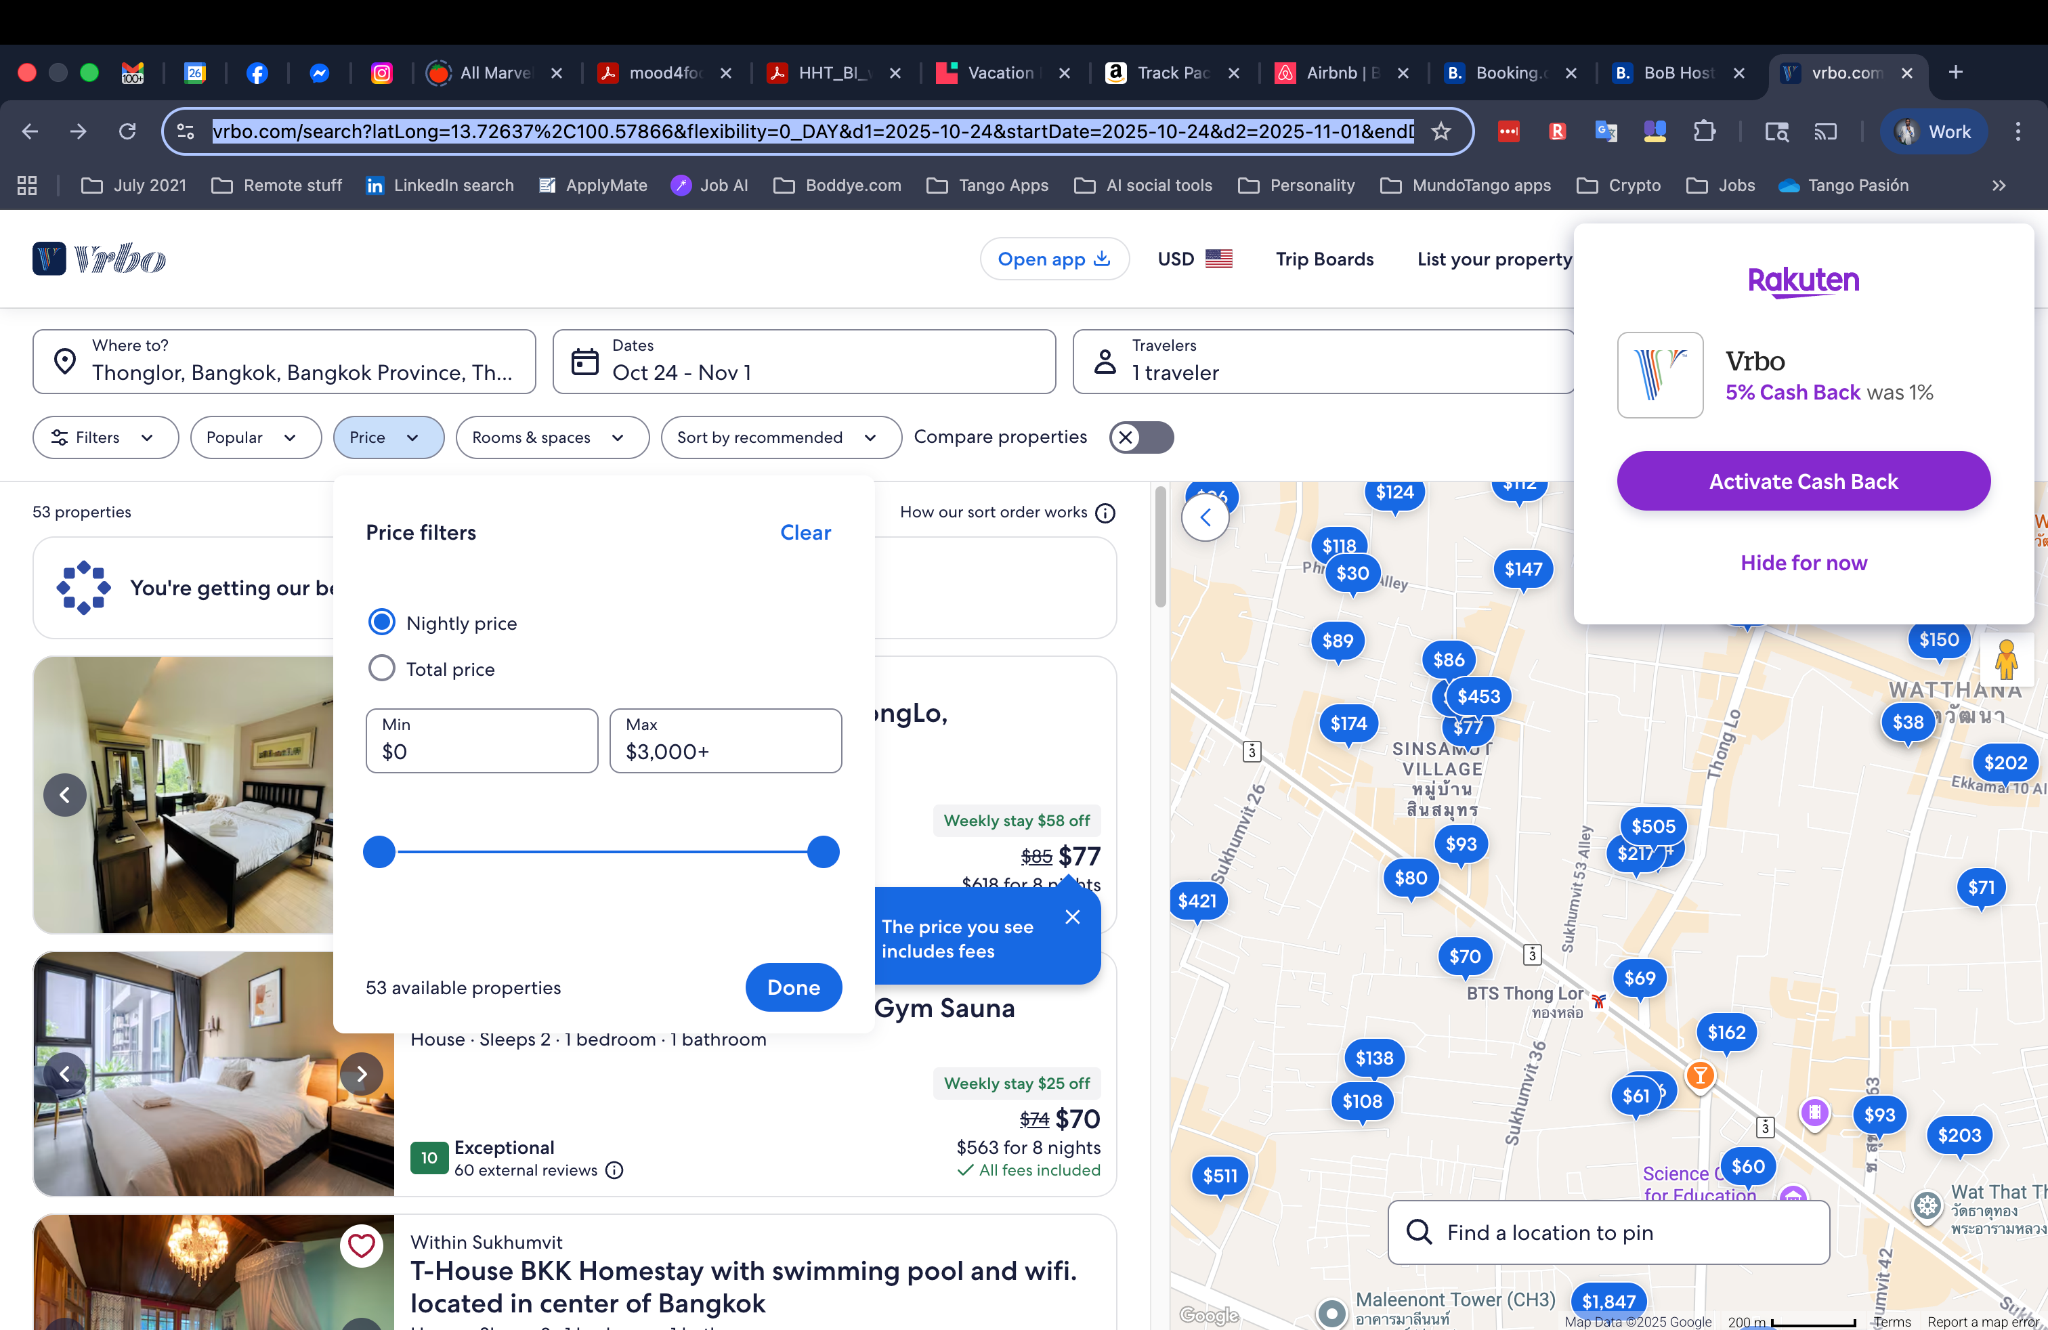 100+
26
All Marve
mood4fo
HHT_BI_
Vacation
Track Pac
Airbnb | B
Booking.
BoB Host
vrbo.com
vrbo.com/search?latLong=13.72637%2C100.57866&flexibility=0_DAY&d1=2025-10-24&startDate=2025-10-24&d2=2025-11-01&endD
Work
July 2021
Remote stuff
LinkedIn search
ApplyMate
Job AI
Boddye.com
Tango Apps
AI social tools
Personality
MundoTango apps
Crypto
Jobs
Tango Pasión
Vrbo
Open app
USD
Trip Boards
List your property
Rakuten
Vrbo
5% Cash Back was 1%
Activate Cash Back
Hide for now
Where to?
Thonglor, Bangkok, Bangkok Province, Th...
Dates
Oct 24 - Nov 1
Travelers
1 traveler
Filters
Popular
Price
Rooms & spaces
Sort by recommended
Compare properties
53 properties
How our sort order works
You're getting our be
Price filters
Clear
Nightly price
Total price
Min
$0
Max
$3,000+
53 available properties
Done
ongLo,
Weekly stay $58 off
$85 $77
$618 for 8 nights
The price you see
includes fees
Gym Sauna
House · Sleeps 2 · 1 bedroom · 1 bathroom
Weekly stay $25 off
$74 $70
$563 for 8 nights
All fees included
10
Exceptional
60 external reviews
Within Sukhumvit
T-House BKK Homestay with swimming pool and wifi.
located in center of Bangkok
$124
$112
$118
$30
Alley
$147
$89
$86
$453
$77
$174
$150
WATTHANA
$38
$202
Ekkamai 10 Al
SINSAMUT
VILLAGE
หมู่บ้าน
สินสมุทร
3
Thong Lo
Sukhumvit 26
$505
$217
$93
$80
Sukhumvit 53 Alley
$71
$421
$70
3
$69
BTS Thong Lor
ทองหล่อ
$162
$138
$108
Sukhumvit 36
$61
$93
3
$203
$60
$511
Science C
for Education
Wat That Th
วัดธาตุทอง
พระอารามหลวง
Find a location to pin
Sukhumvit 42
Maleenont Tower (CH3)
อาคารมาลีนนท์
$1,847
Google
Map Data ©2025 Google
200 m
Terms
Report a map error